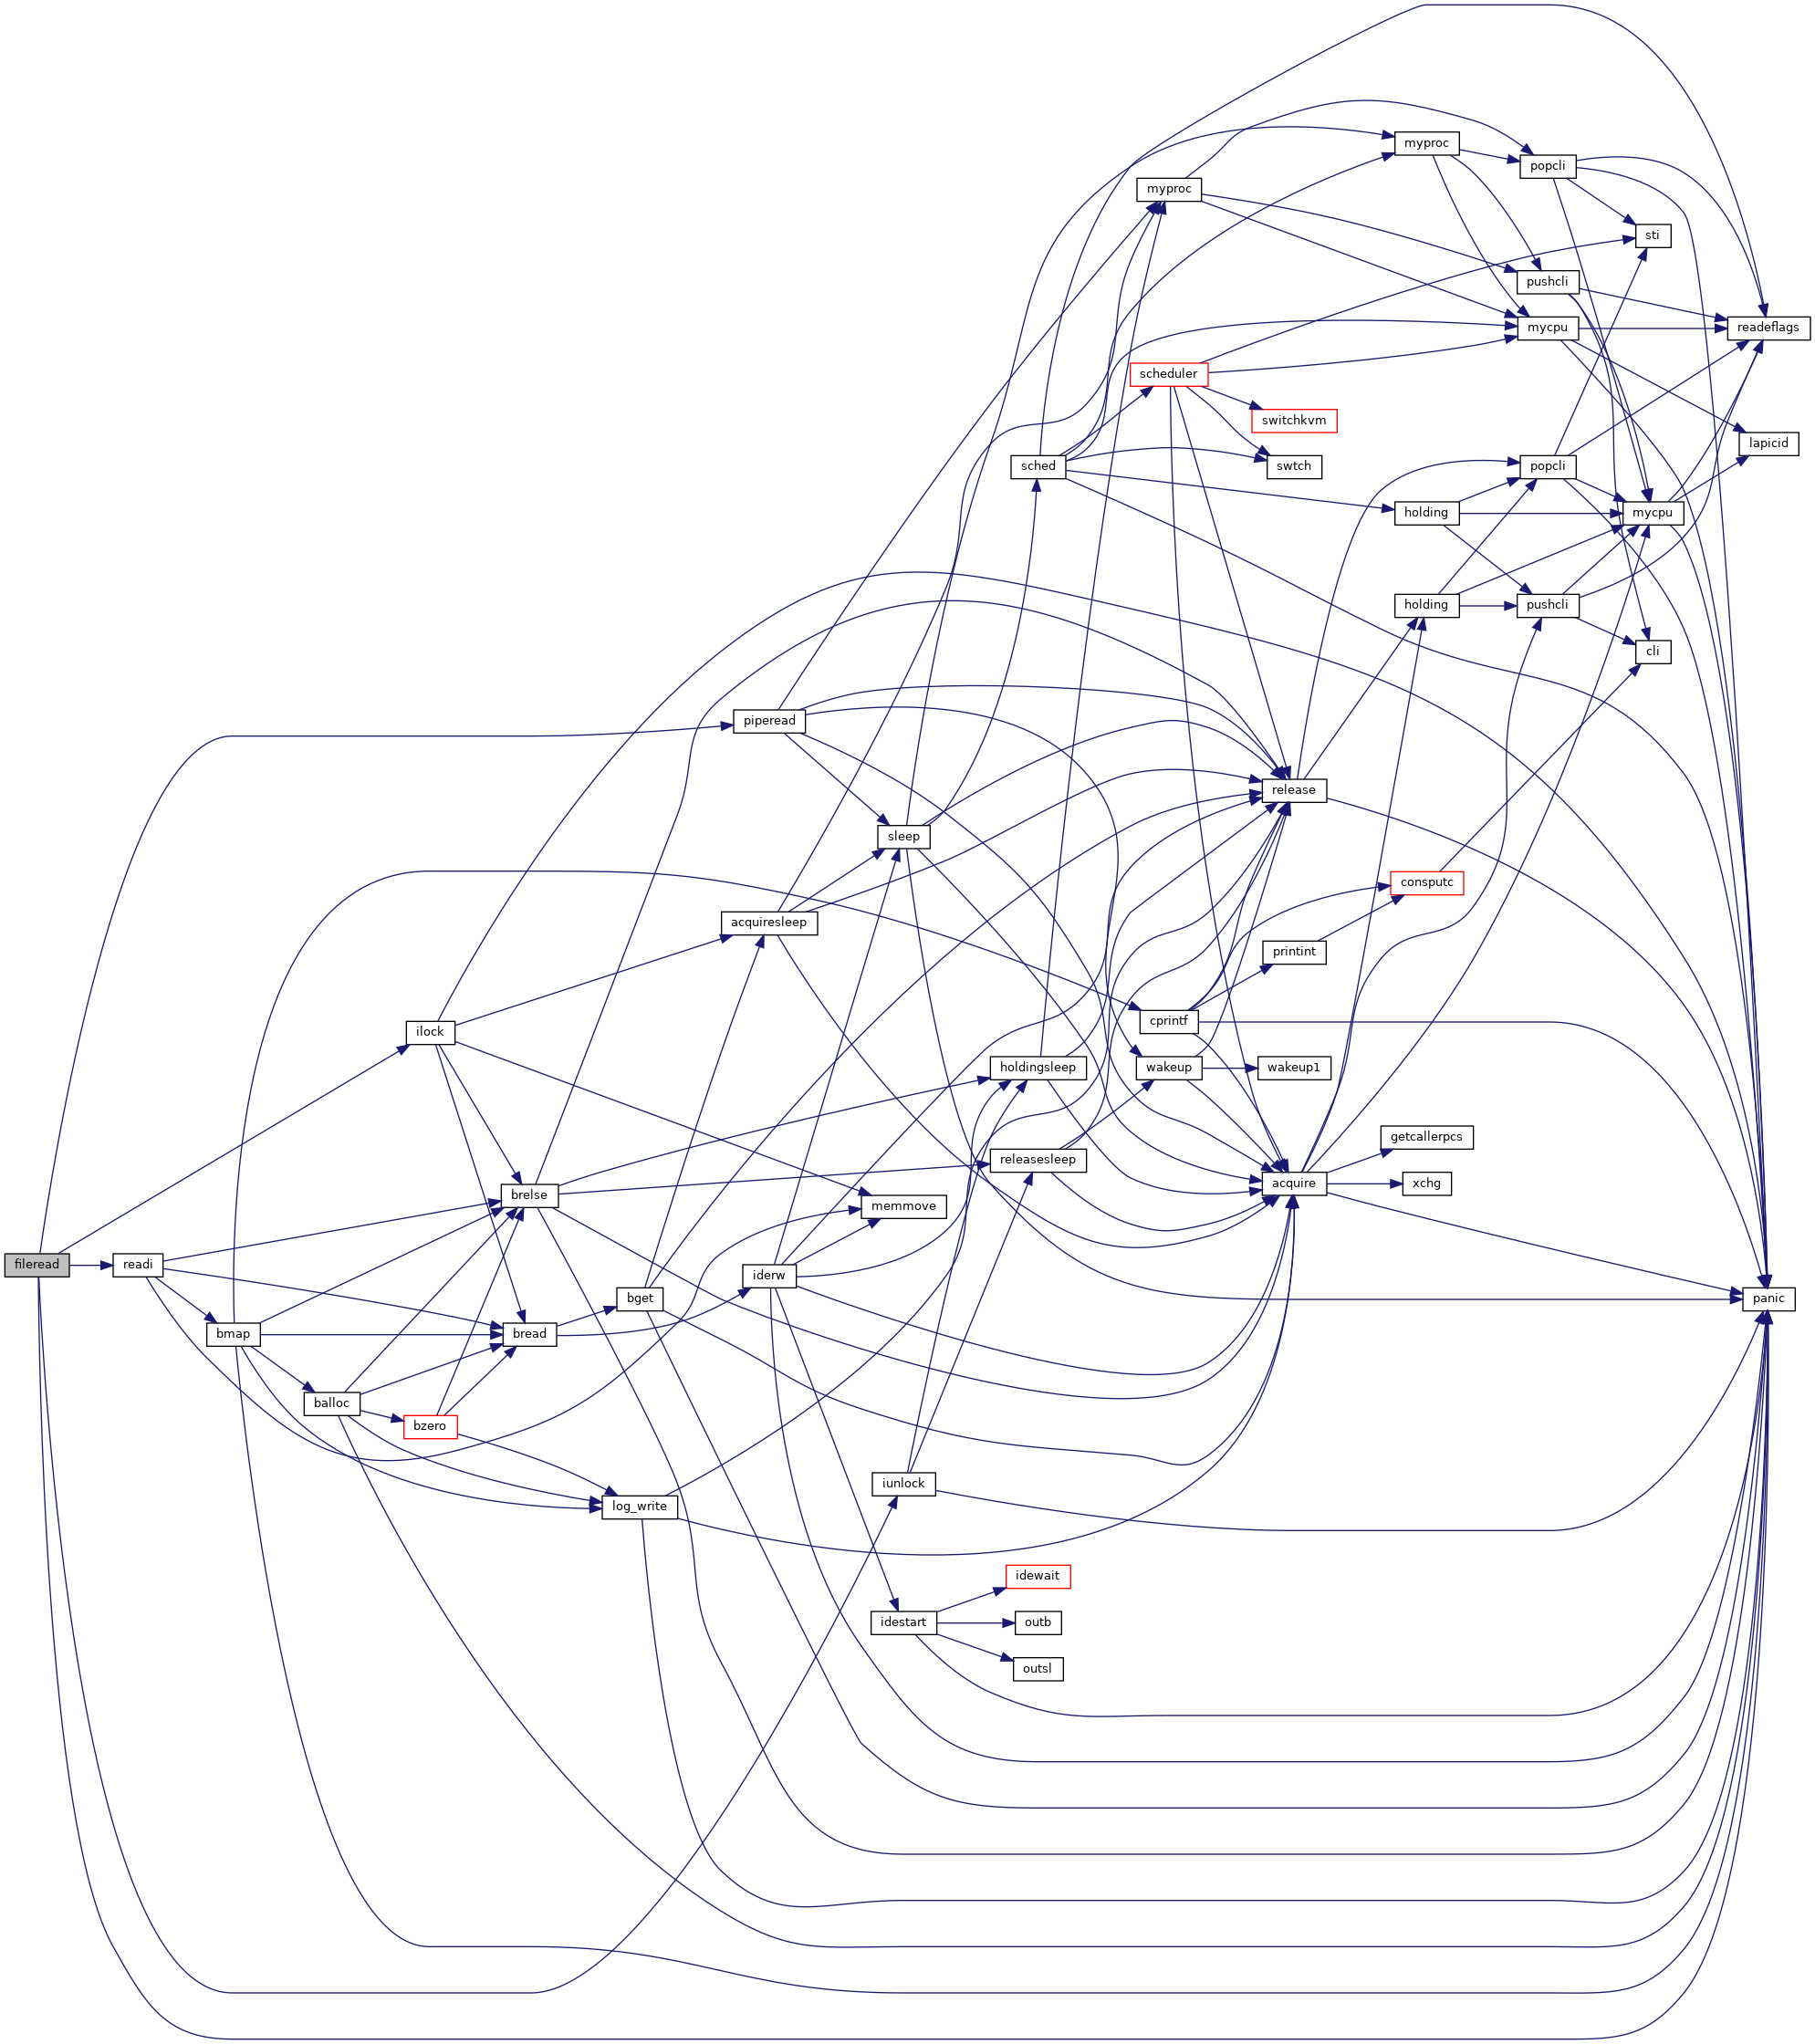 myproc
popcli
myproc
sti
pushcli
mycpu
readeflags
scheduler
switchkvm
lapicid
sched
swtch
popcli
holding
mycpu
holding
pushcli
cli
piperead
release
sleep
consputc
acquiresleep
printint
ilock
cprintf
holdingsleep
wakeup
wakeup1
getcallerpcs
releasesleep
acquire
xchg
brelse
memmove
fileread
readi
iderw
bget
panic
bmap
bread
balloc
bzero
iunlock
log_write
idewait
idestart
outb
outsl